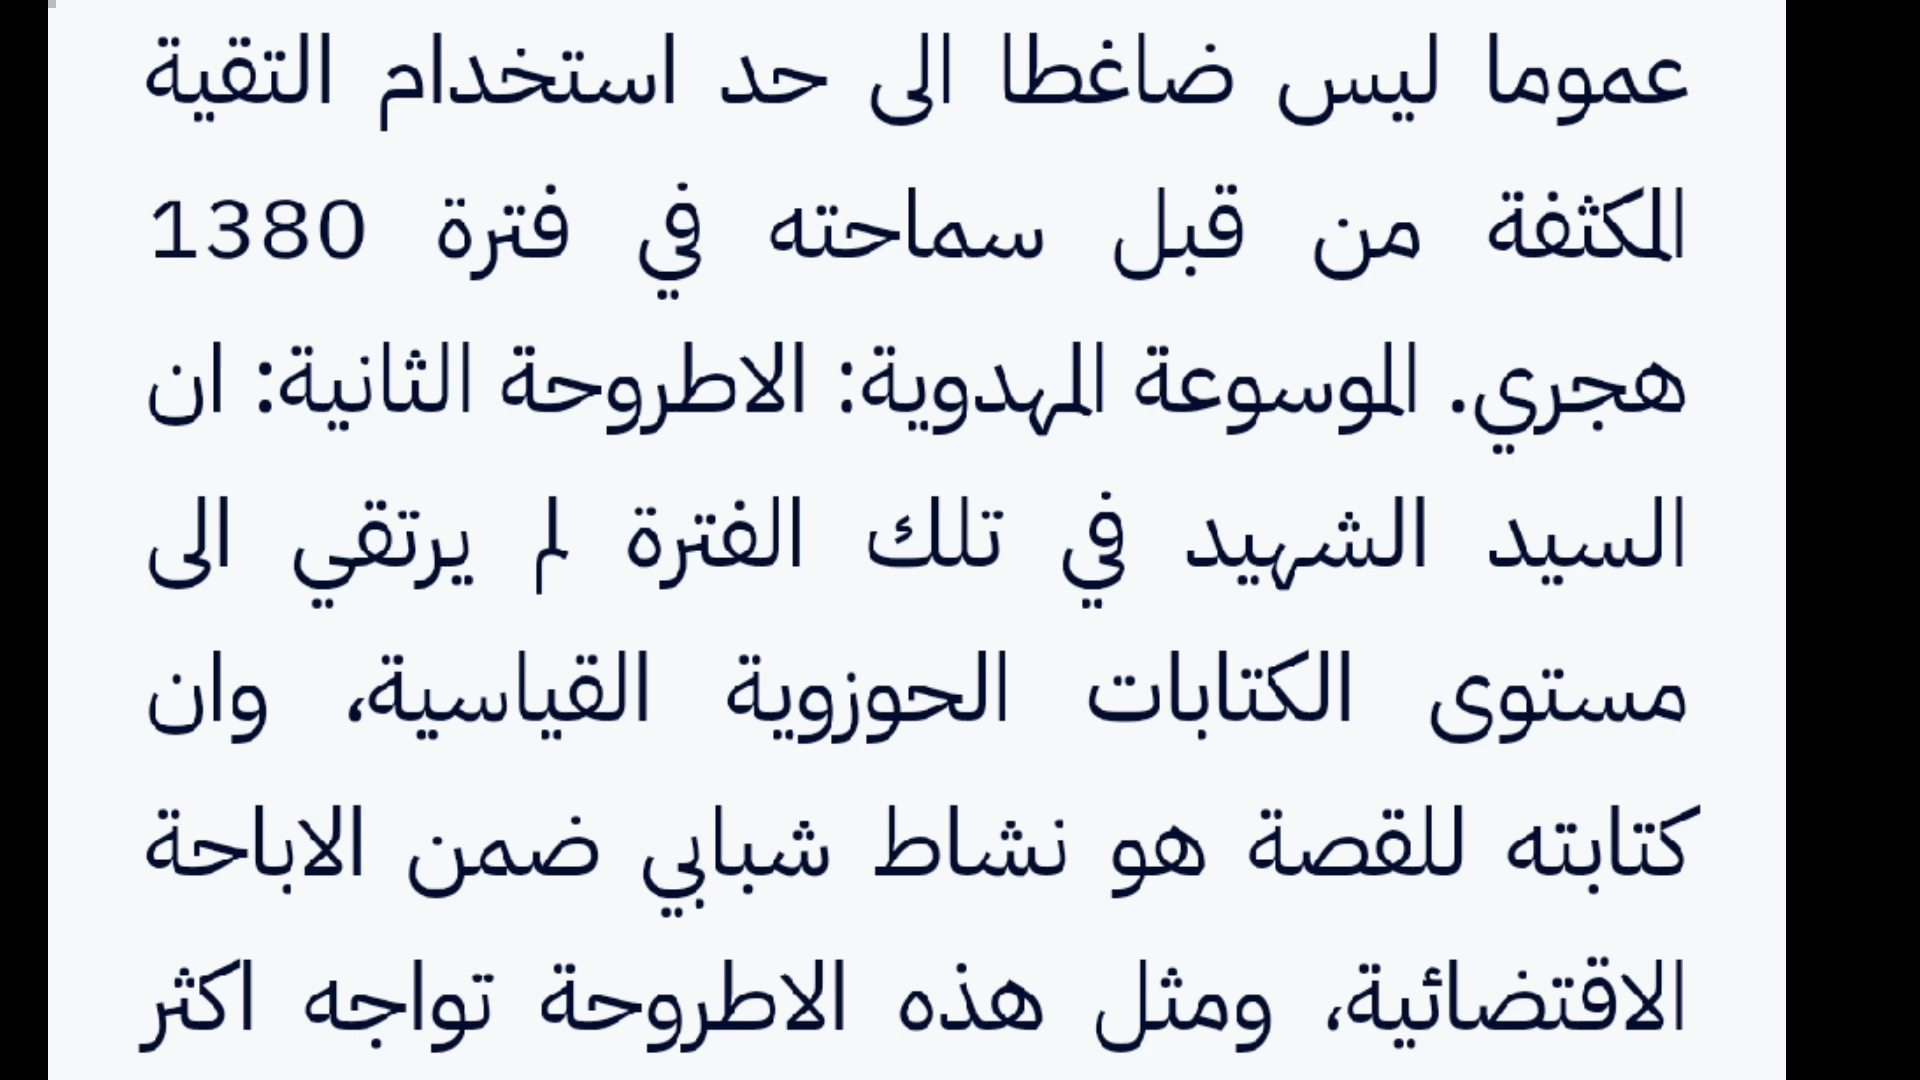 عموما ليس ضاغطا الى حد استخدام التقية
المكثفة من قبل سماحته في فترة 1380
هجري. الموسوعة المهدوية: الاطروحة الثانية: ان
السيد الشهيد في تلك الفترة لم يرتقي الى
مستوى الكتابات الحوزوية القياسية، وان
كتابته للقصة هو نشاط شبابي ضمن الاباحة
الاقتضائية، ومثل هذه الاطروحة تواجه اكثر